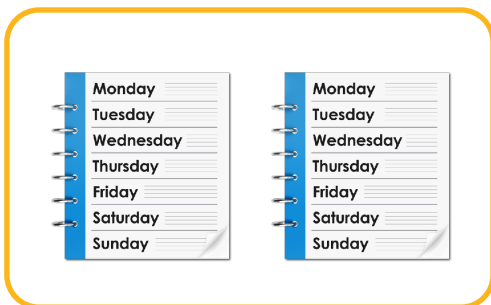 Monday
Tuesday
Wednesday
Thursday
Friday
Saturday
Sunday
Monday
Tuesday
Wednesday
Thursday
Friday
Saturday
Sunday